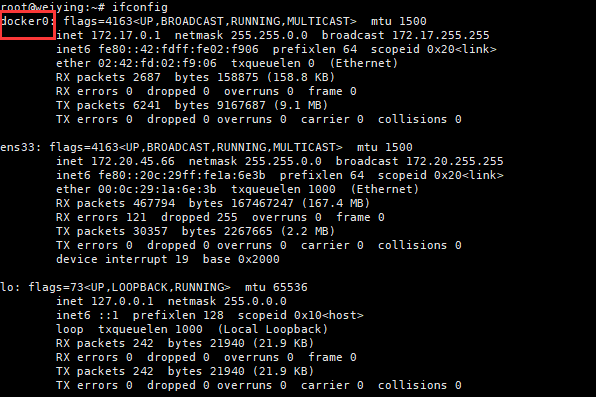 root@weiying:~# ifconfig
docker0: flags=4163<UP,BROADCAST,RUNNING,MULTICAST>  mtu 1500
        inet 172.17.0.1  netmask 255.255.0.0  broadcast 172.17.255.255
        inet6 fe80::42:fdff:fe02:f906  prefixlen 64  scopeid 0x20<link>
        ether 02:42:fd:02:f9:06  txqueuelen 0  (Ethernet)
        RX packets 2687  bytes 158875 (158.8 KB)
        RX errors 0  dropped 0  overruns 0  frame 0
        TX packets 6241  bytes 9167687 (9.1 MB)
        TX errors 0  dropped 0 overruns 0  carrier 0  collisions 0

ens33: flags=4163<UP,BROADCAST,RUNNING,MULTICAST>  mtu 1500
        inet 172.20.45.66  netmask 255.255.0.0  broadcast 172.20.255.255
        inet6 fe80::20c:29ff:fe1a:6e3b  prefixlen 64  scopeid 0x20<link>
        ether 00:0c:29:1a:6e:3b  txqueuelen 1000  (Ethernet)
        RX packets 467794  bytes 167467247 (167.4 MB)
        RX errors 121  dropped 255  overruns 0  frame 0
        TX packets 30357  bytes 2267665 (2.2 MB)
        TX errors 0  dropped 0 overruns 0  carrier 0  collisions 0
        device interrupt 19  base 0x2000

lo: flags=73<UP,LOOPBACK,RUNNING>  mtu 65536
        inet 127.0.0.1  netmask 255.0.0.0
        inet6 ::1  prefixlen 128  scopeid 0x10<host>
        loop  txqueuelen 1000  (Local Loopback)
        RX packets 242  bytes 21940 (21.9 KB)
        RX errors 0  dropped 0  overruns 0  frame 0
        TX packets 242  bytes 21940 (21.9 KB)
        TX errors 0  dropped 0 overruns 0  carrier 0  collisions 0